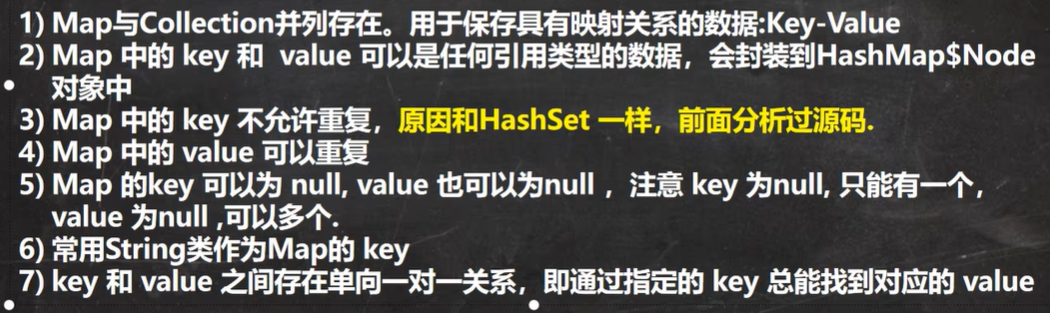 1) Map与Collection并列存在。用于保存具有映射关系的数据:Key-Value
2) Map 中的 key 和 value 可以是任何引用类型的数据，会封装到HashMap$Node
对象中
3) Map 中的 key 不允许重复，原因和HashSet 一样，前面分析过源码.
4) Map 中的 value 可以重复
5) Map 的key 可以为 null, value 也可以为null ，注意 key 为null, 只能有一个，
value 为null ,可以多个.
6) 常用String类作为Map的 key
7) key 和 value 之间存在单向一对一关系，即通过指定的 key 总能找到对应的 value